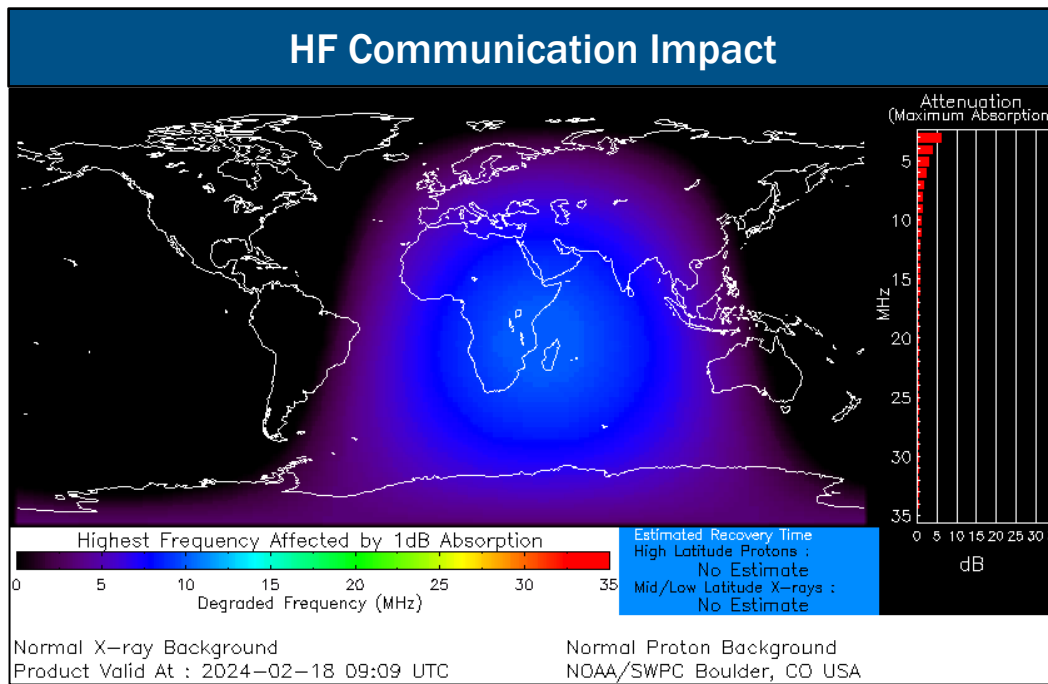 HF Communication Impact
Attenuation
(Maximum Absorption
5
10
15
20
25
30
35
MHz
0 5 10 15 20 25 30
dB
Highest Frequency Affected by 1dB Absorption
0 5 10 15 20 25 30 35
Degraded Frequency (MHz)
Estimated Recovery Time
High Latitude Protons :
No Estimate
Mid/Low Latitude X-rays :
No Estimate
Normal X-ray Background
Product Valid At : 2024-02-18 09:09 UTC
Normal Proton Background
NOAA/SWPC Boulder, CO USA